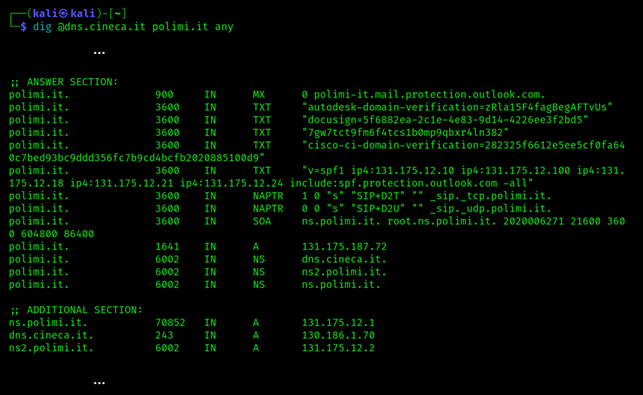 ┌──(kali㉿kali)-[~]
└─$ dig @dns.cineca.it polimi.it any
...
;; ANSWER SECTION:
polimi.it. 900 IN MX 0 polimi-it.mail.protection.outlook.com.
polimi.it. 3600 IN TXT "autodesk-domain-verification=zRla15F4fagBegAFTvUs"
polimi.it. 3600 IN TXT "docusign=5f6882ea-2c1e-4e83-9d14-4226ee3f2bd5"
polimi.it. 3600 IN TXT "7gw7tct9fm6f4tcs1b0mp9qbxr4ln382"
polimi.it. 3600 IN TXT "cisco-ci-domain-verification=282325f6612e5ee5cf0fa64
0c7bed93bc9ddd356fc7b9cd4bcfb2020885100d9"
polimi.it. 3600 IN TXT "v=spf1 ip4:131.175.12.10 ip4:131.175.12.100 ip4:131.
175.12.18 ip4:131.175.12.21 ip4:131.175.12.24 include:spf.protection.outlook.com -all"
polimi.it. 3600 IN NAPTR 1 0 "s" "SIP+D2T" "" _sip._tcp.polimi.it.
polimi.it. 3600 IN NAPTR 0 0 "s" "SIP+D2U" "" _sip._udp.polimi.it.
polimi.it. 3600 IN SOA ns.polimi.it. root.ns.polimi.it. 2020006271 21600 360
0 604800 86400
polimi.it. 1641 IN A 131.175.187.72
polimi.it. 6002 IN NS dns.cineca.it.
polimi.it. 6002 IN NS ns2.polimi.it.
polimi.it. 6002 IN NS ns.polimi.it.
;; ADDITIONAL SECTION:
ns.polimi.it. 70852 IN A 131.175.12.1
dns.cineca.it. 243 IN A 130.186.1.70
ns2.polimi.it. 6002 IN A 131.175.12.2
...